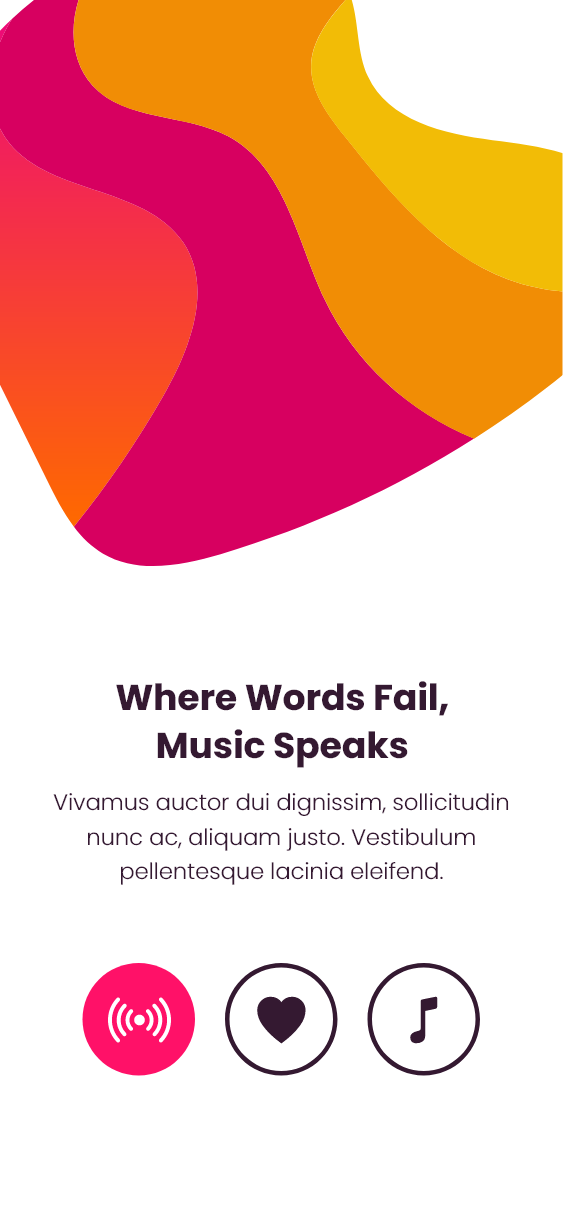 Where Words Fail,
Music Speaks
Vivamus auctor dui dignissim, sollicitudin
nunc ac, aliquam justo. Vestibulum
pellentesque lacinia eleifend.